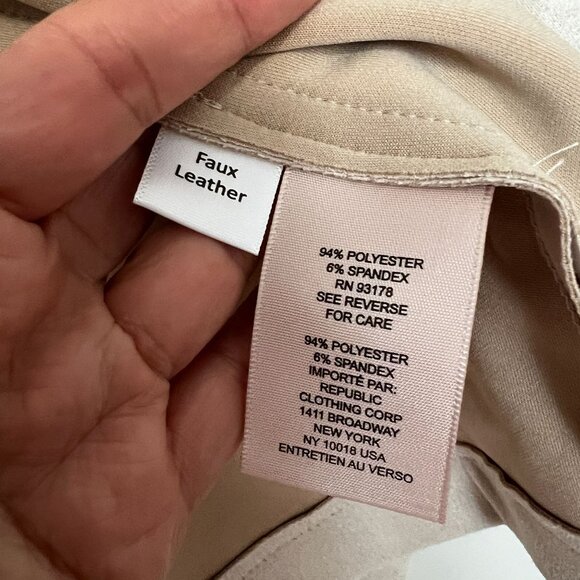 Faux
Leather
94% POLYESTER
6% SPANDEX
RN 93178
SEE REVERSE
FOR CARE
94% POLYESTER
6% SPANDEX
IMPORTÉ PAR:
REPUBLIC
CLOTHING CORP
1411 BROADWAY
NEW YORK
NY 10018 USA
ENTRETIEN AU VERSO